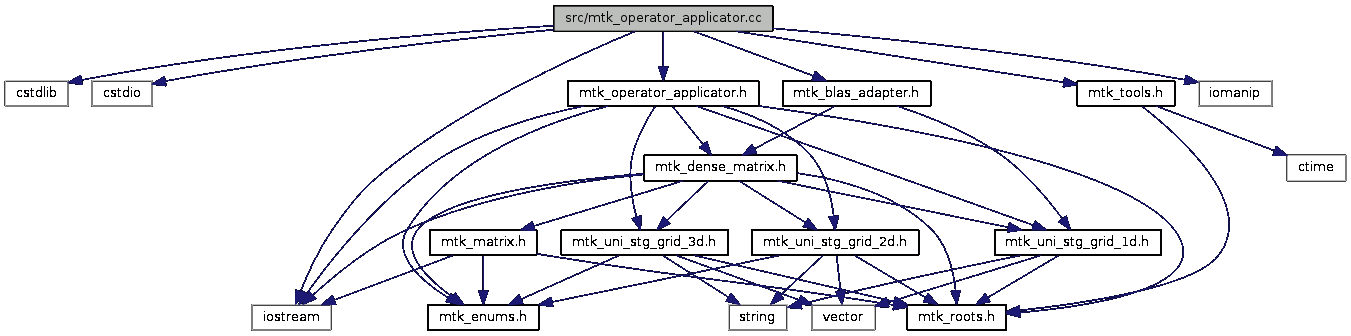 src/mtk_operator_applicator.cc
cstdlib
cstdio
mtk_operator_applicator.h
mtk_blas_adapter.h
mtk_tools.h
iomanip
mtk_dense_matrix.h
ctime
mtk_matrix.h
mtk_uni_stg_grid_3d.h
mtk_uni_stg_grid_2d.h
mtk_uni_stg_grid_1d.h
iostream
mtk_enums.h
string
vector
mtk_roots.h